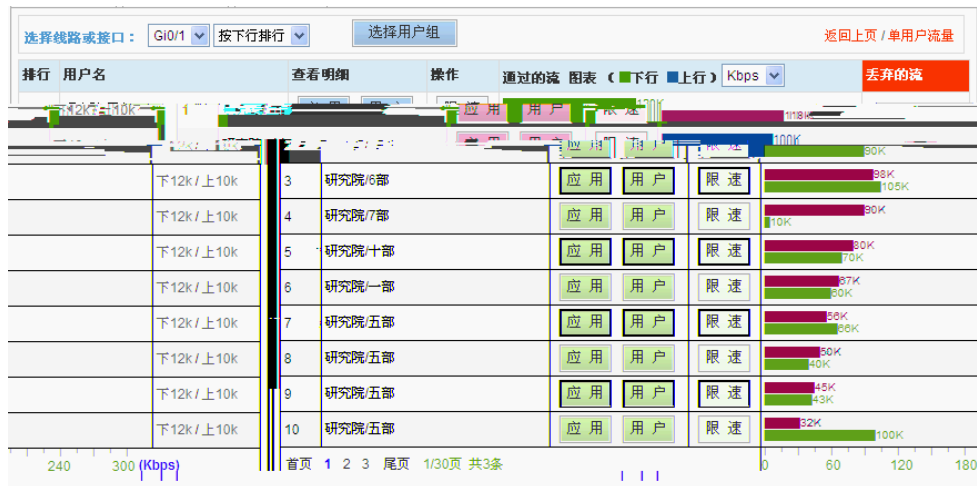 选择线路或接口： Gi0/1 按下行排行 选择用户组 返回上页 / 单用户流量
排行 用户名 查看明细 操作 通过的流 图表 （ 下行 上行 ） Kbps 丢弃的流
100K
90K
下12k / 上10k 3 研究院/6部 应 用 用 户 限 速 98K
105K
下12k / 上10k 4 研究院/7部 应 用 用 户 限 速 90K
10K
下12k / 上10k 5 研究院/十部 应 用 用 户 限 速 80K
70K
下12k / 上10k 6 研究院/一部 应 用 用 户 限 速 67K
60K
下12k / 上10k 7 研究院/五部 应 用 用 户 限 速 56K
66K
下12k / 上10k 8 研究院/五部 应 用 用 户 限 速 50K
40K
下12k / 上10k 9 研究院/五部 应 用 用 户 限 速 45K
43K
下12k / 上10k 10 研究院/五部 应 用 用 户 限 速 32K
100K
240 300 (Kbps) 首页 1 2 3 尾页 1/30页 共3条 0 60 120 180